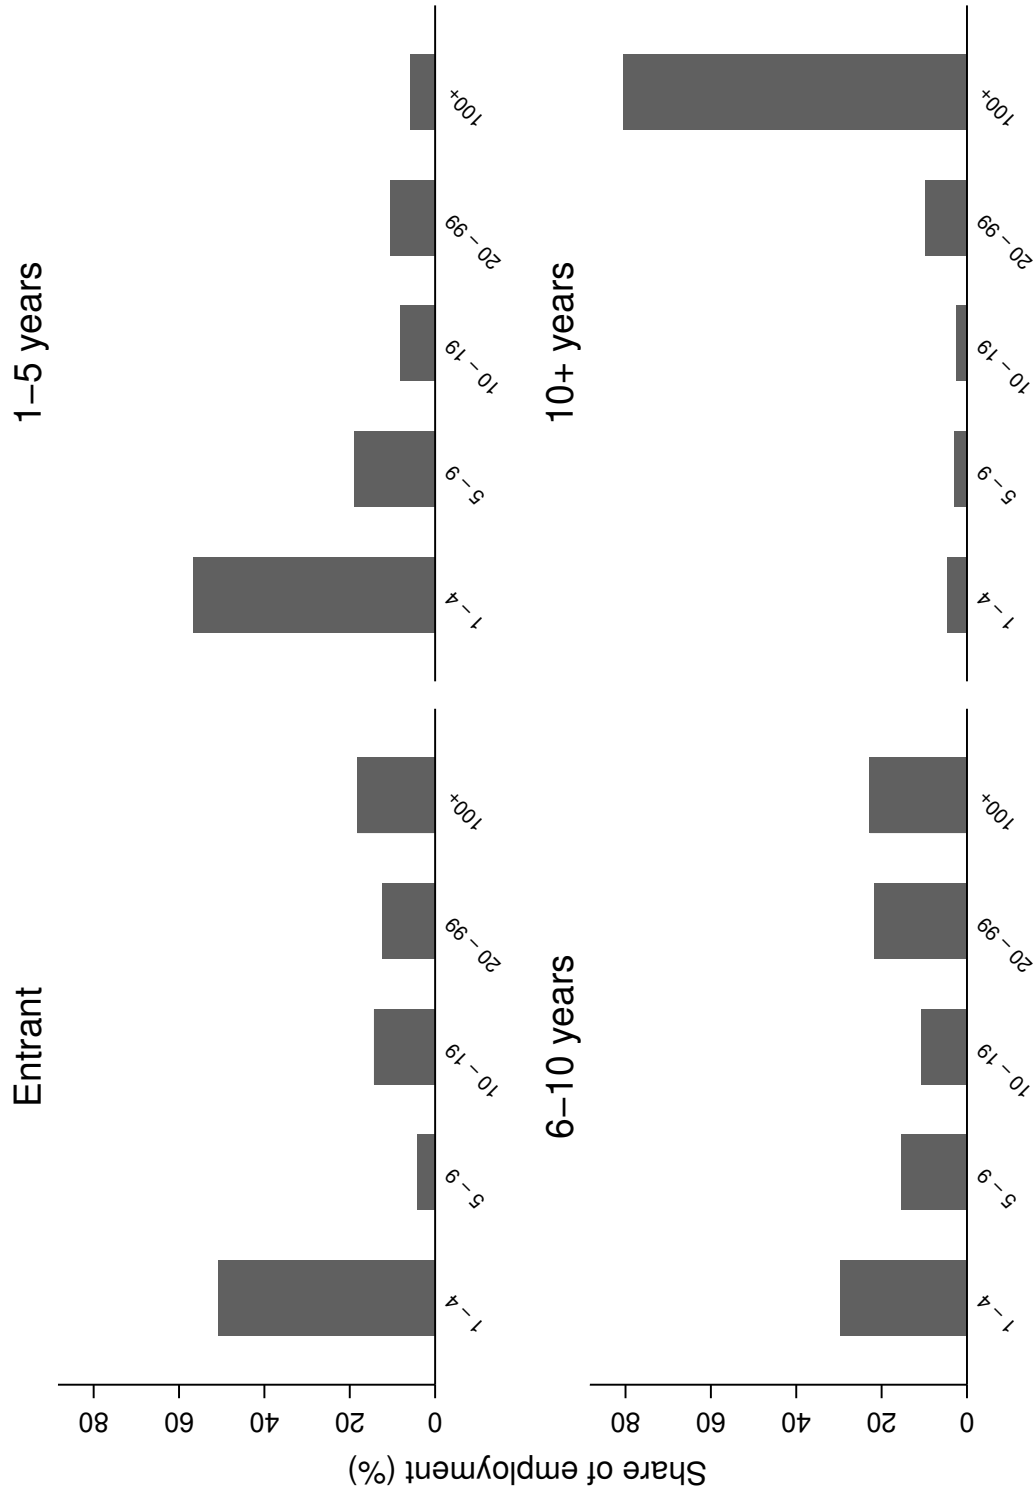 Entrant
1–5 years
80
60
40
20
0
1 – 4
5 – 9
10 – 19
20 – 99
100+
1 – 4
5 – 9
10 – 19
20 – 99
100+
6–10 years
10+ years
80
60
40
20
0
1 – 4
5 – 9
10 – 19
20 – 99
100+
1 – 4
5 – 9
10 – 19
20 – 99
100+
Share of employment (%)